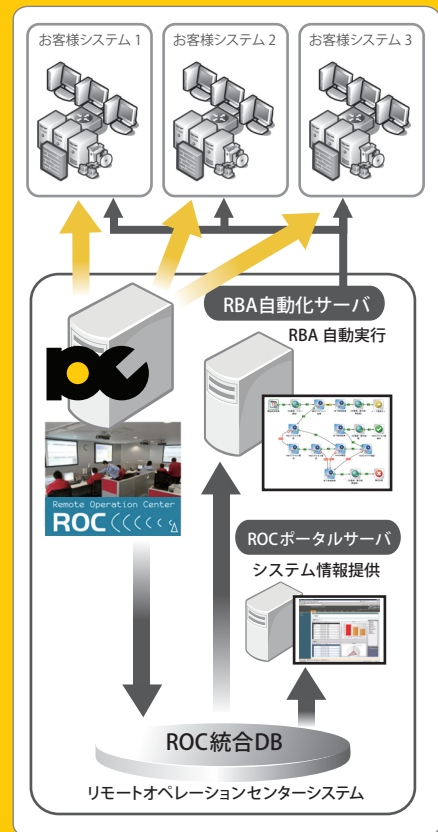 お客様システム 1
お客様システム 2
お客様システム 3
RBA自動化サーバ
RBA 自動実行
Remote Operation Center
ROC
ROCポータルサーバ
システム情報提供
ROC統合DB
リモートオペレーションセンターシステム